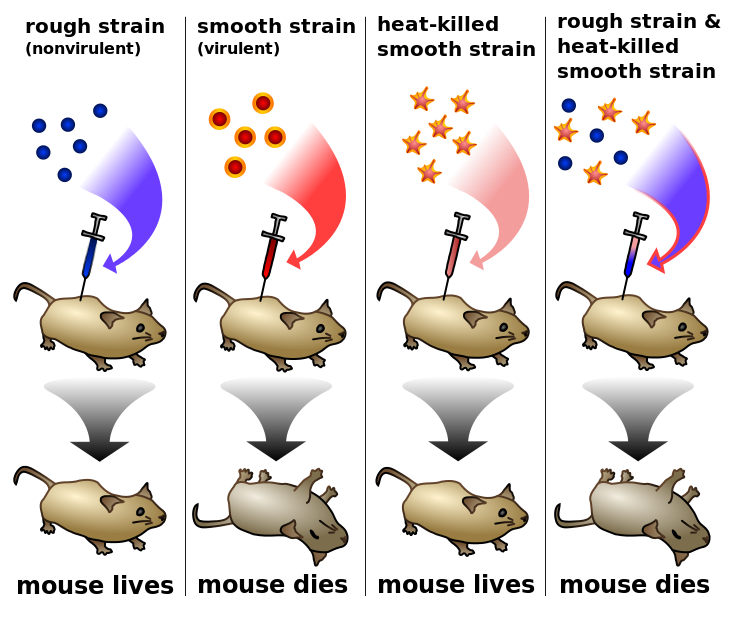 rough strain
(nonvirulent)
smooth strain
(virulent)
heat-killed
smooth strain
rough strain &
heat-killed
smooth strain
mouse lives
mouse dies
mouse lives
mouse dies